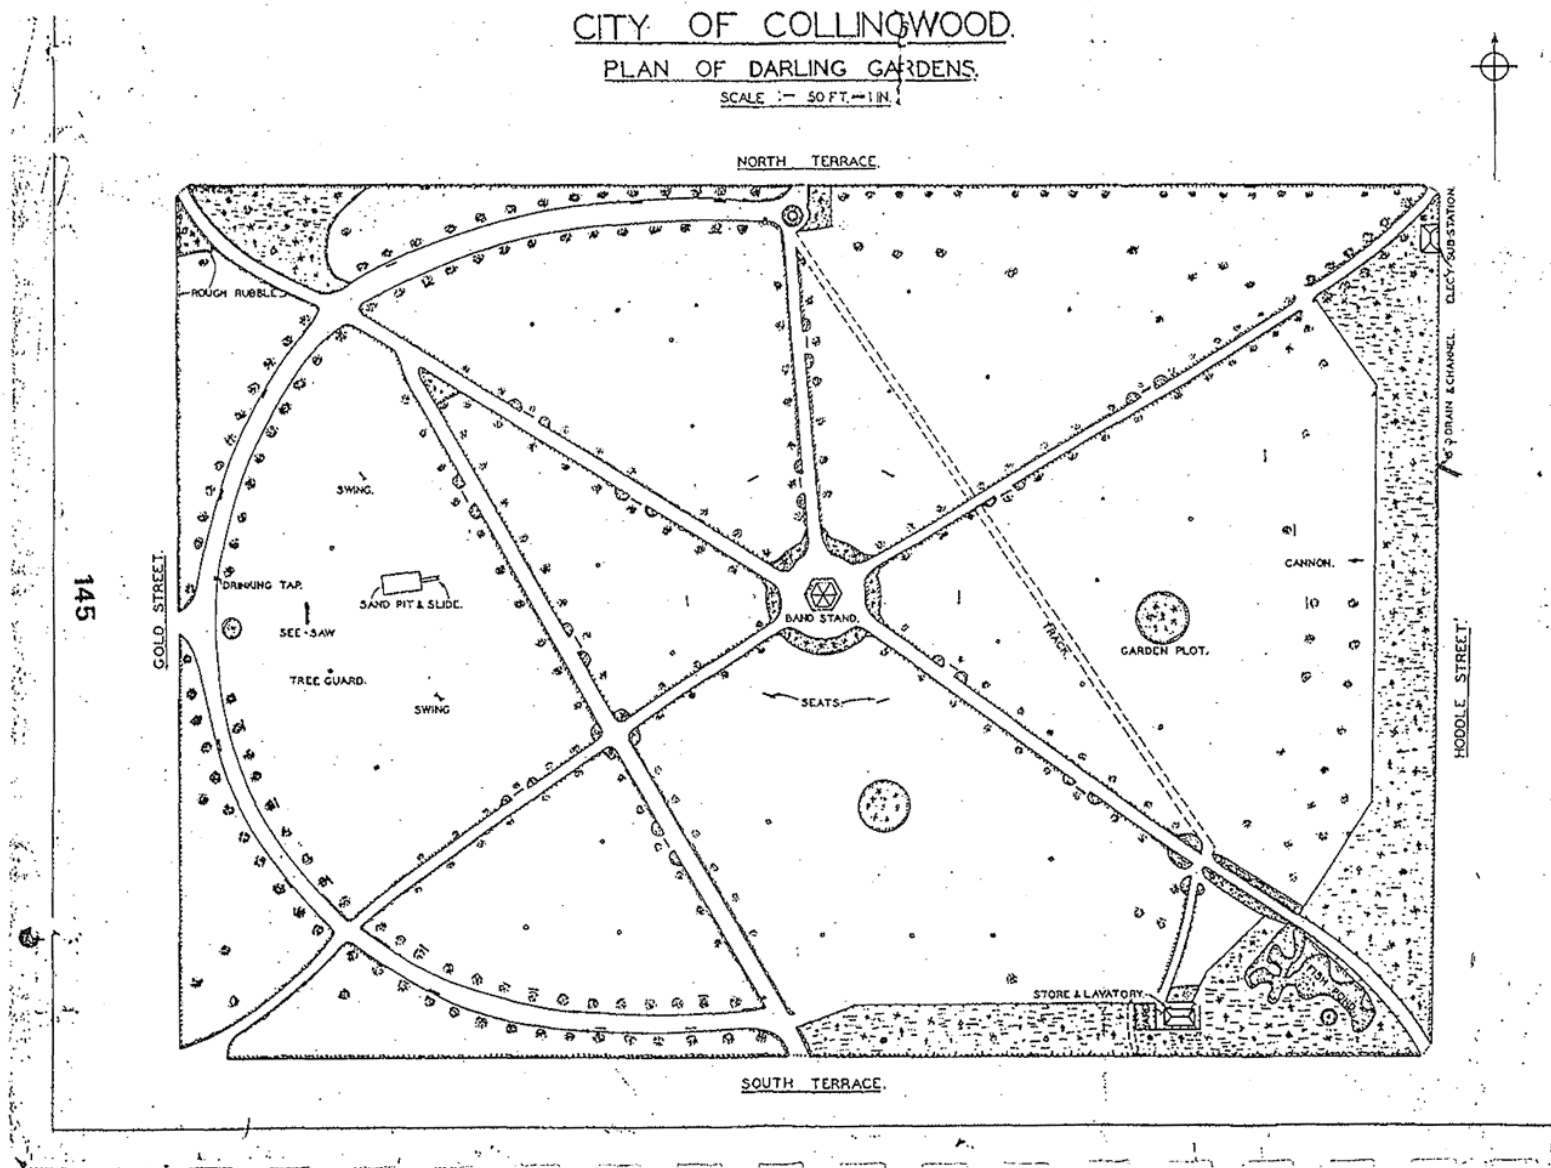 CITY OF COLLINGWOOD.
PLAN OF DARLING GARDENS.
SCALE :— 50 FT.—1 IN.
NORTH TERRACE.
ELECY SUB-STATION.
ROUGH RUBBLE
DRAIN & CHANNEL.
SWING.
CANNON.
DRINKING TAP.
SAND PIT & SLIDE.
145
GOLD STREET.
BAND STAND.
SEE-SAW
TRACK.
GARDEN PLOT.
HODDLE STREET.
TREE GUARD.
SWING
SEATS.
STORE & LAVATORY.
FISH POND
SOUTH TERRACE.